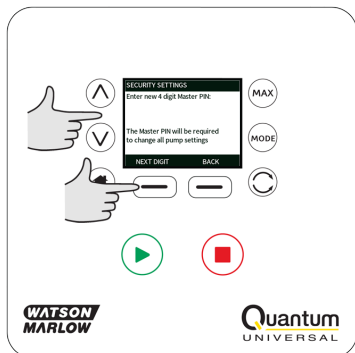 SECURITY SETTINGS
Enter new 4 digit Master PIN:
The Master PIN will be required
to change all pump settings
NEXT DIGIT BACK
MAX
MODE
WATSON
MARLOW
Quantum
UNIVERSAL